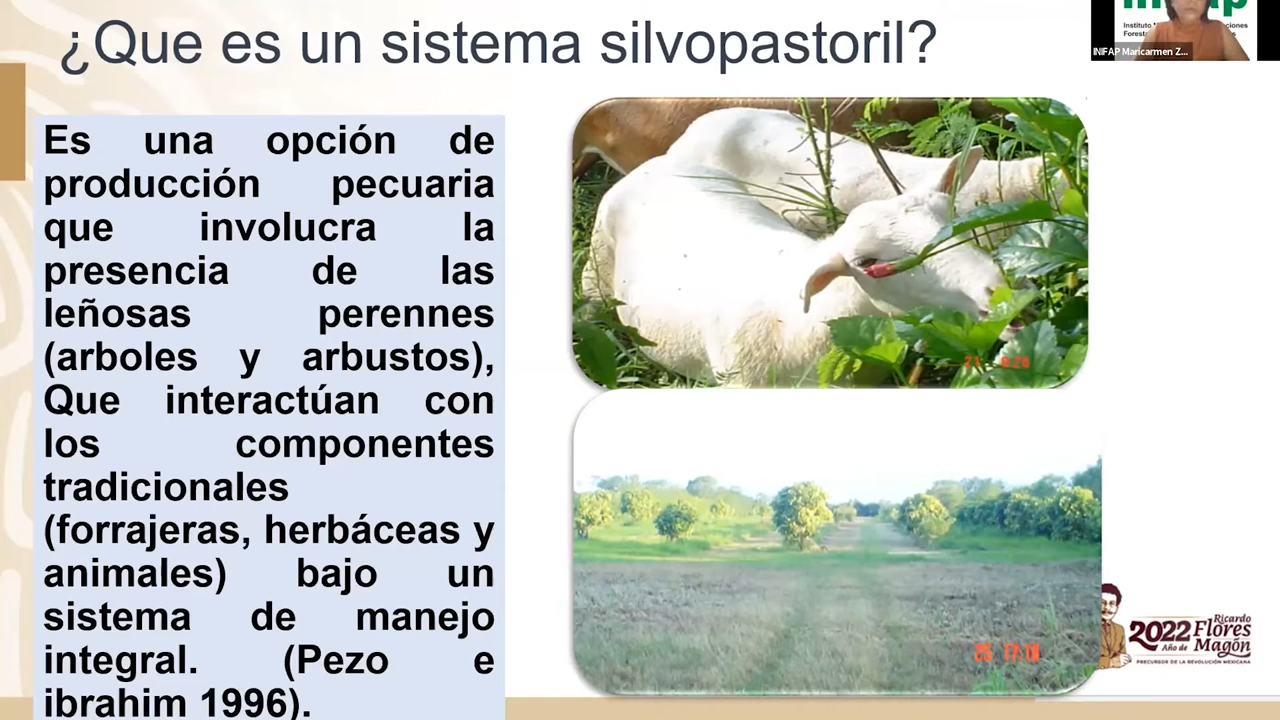 ¿Que es un sistema silvopastoril?
INIFAP Maricarmen Z...
Es una opción de
producción pecuaria
que involucra la
presencia de las
leñosas perennes
(arboles y arbustos),
Que interactúan con
los componentes
tradicionales
(forrajeras, herbáceas y
animales) bajo un
sistema de manejo
integral. (Pezo e
ibrahim 1996).
2022 Ricardo
Año de Flores
Magón
PRECURSOR DE LA REVOLUCIÓN MEXICANA